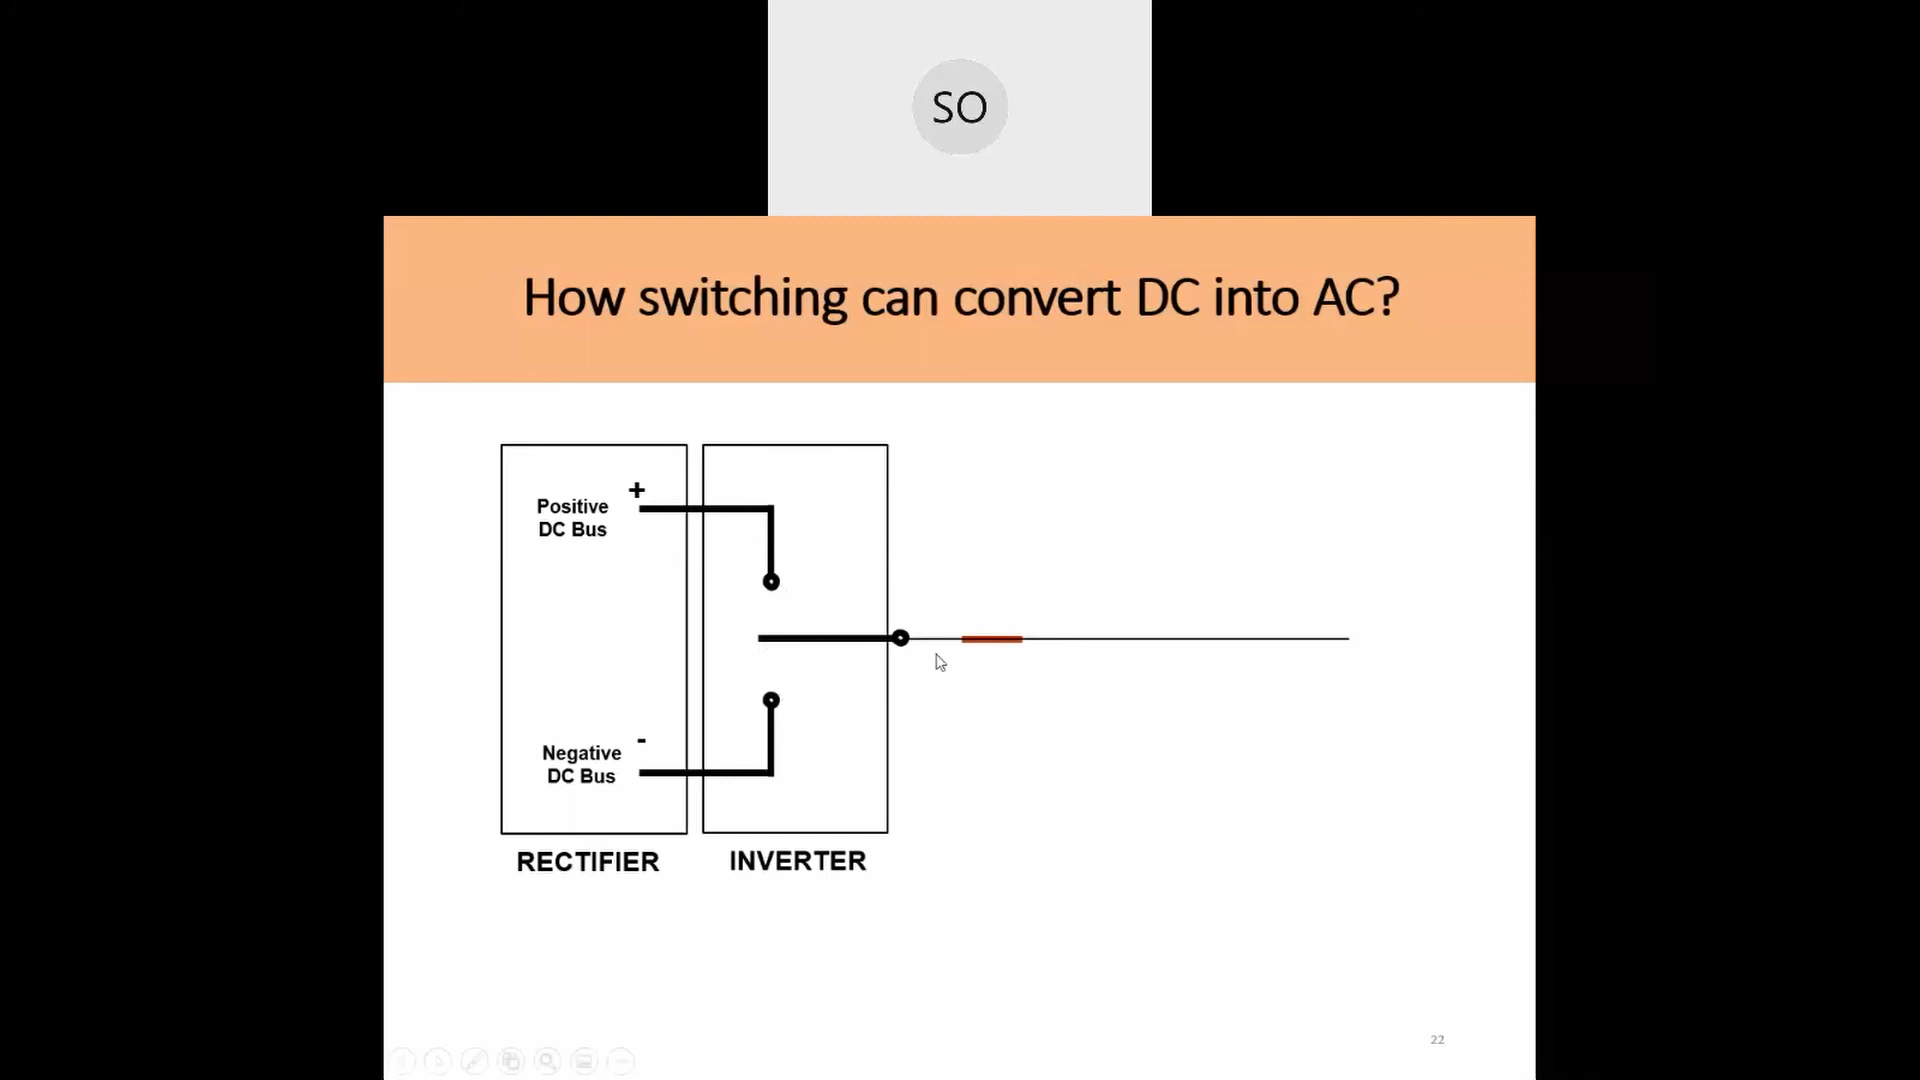 SO
How switching can convert DC into AC?
+
Positive
DC Bus
-
Negative
DC Bus
RECTIFIER
INVERTER
22